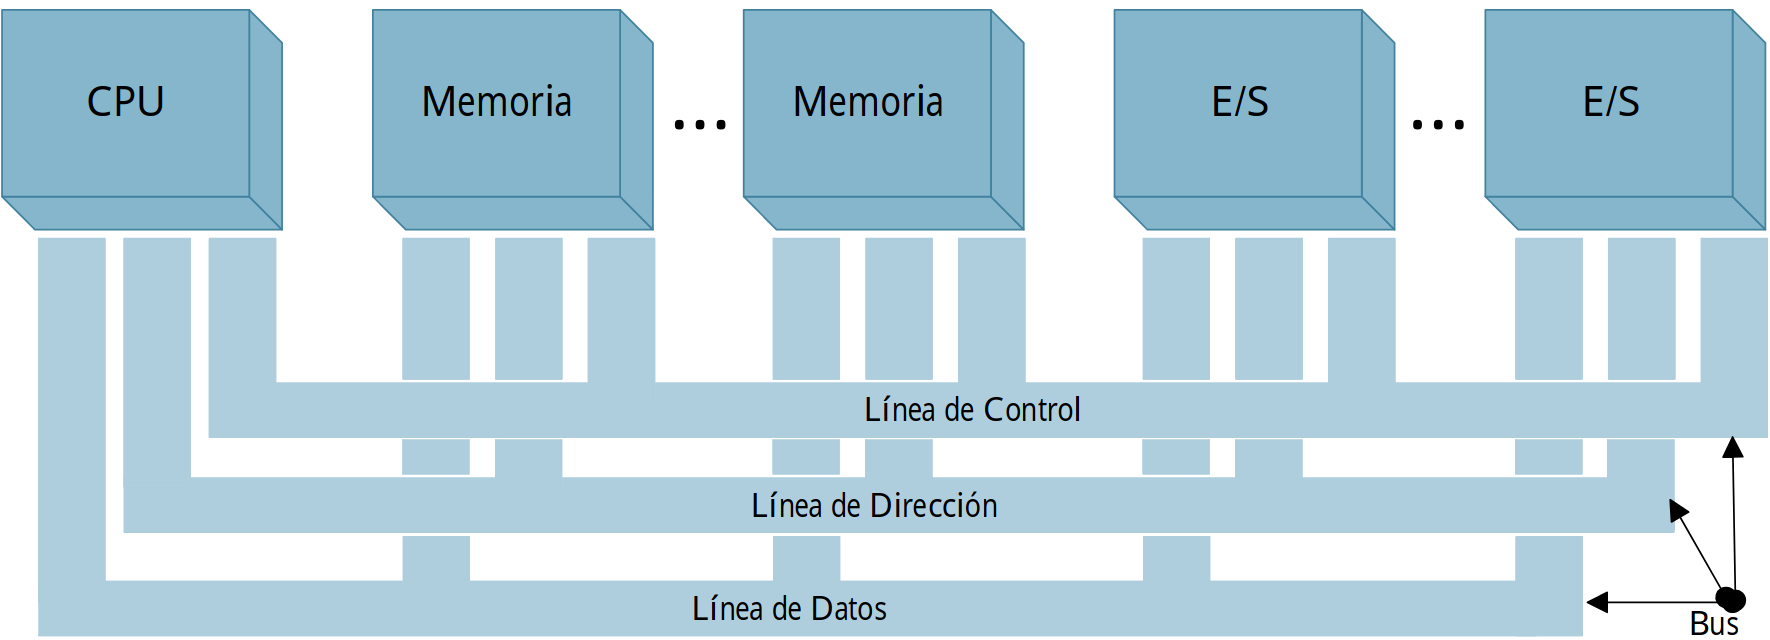 CPU
Memoria
...
Memoria
E/S
...
E/S
Línea de Control
Línea de Dirección
Línea de Datos
Bus